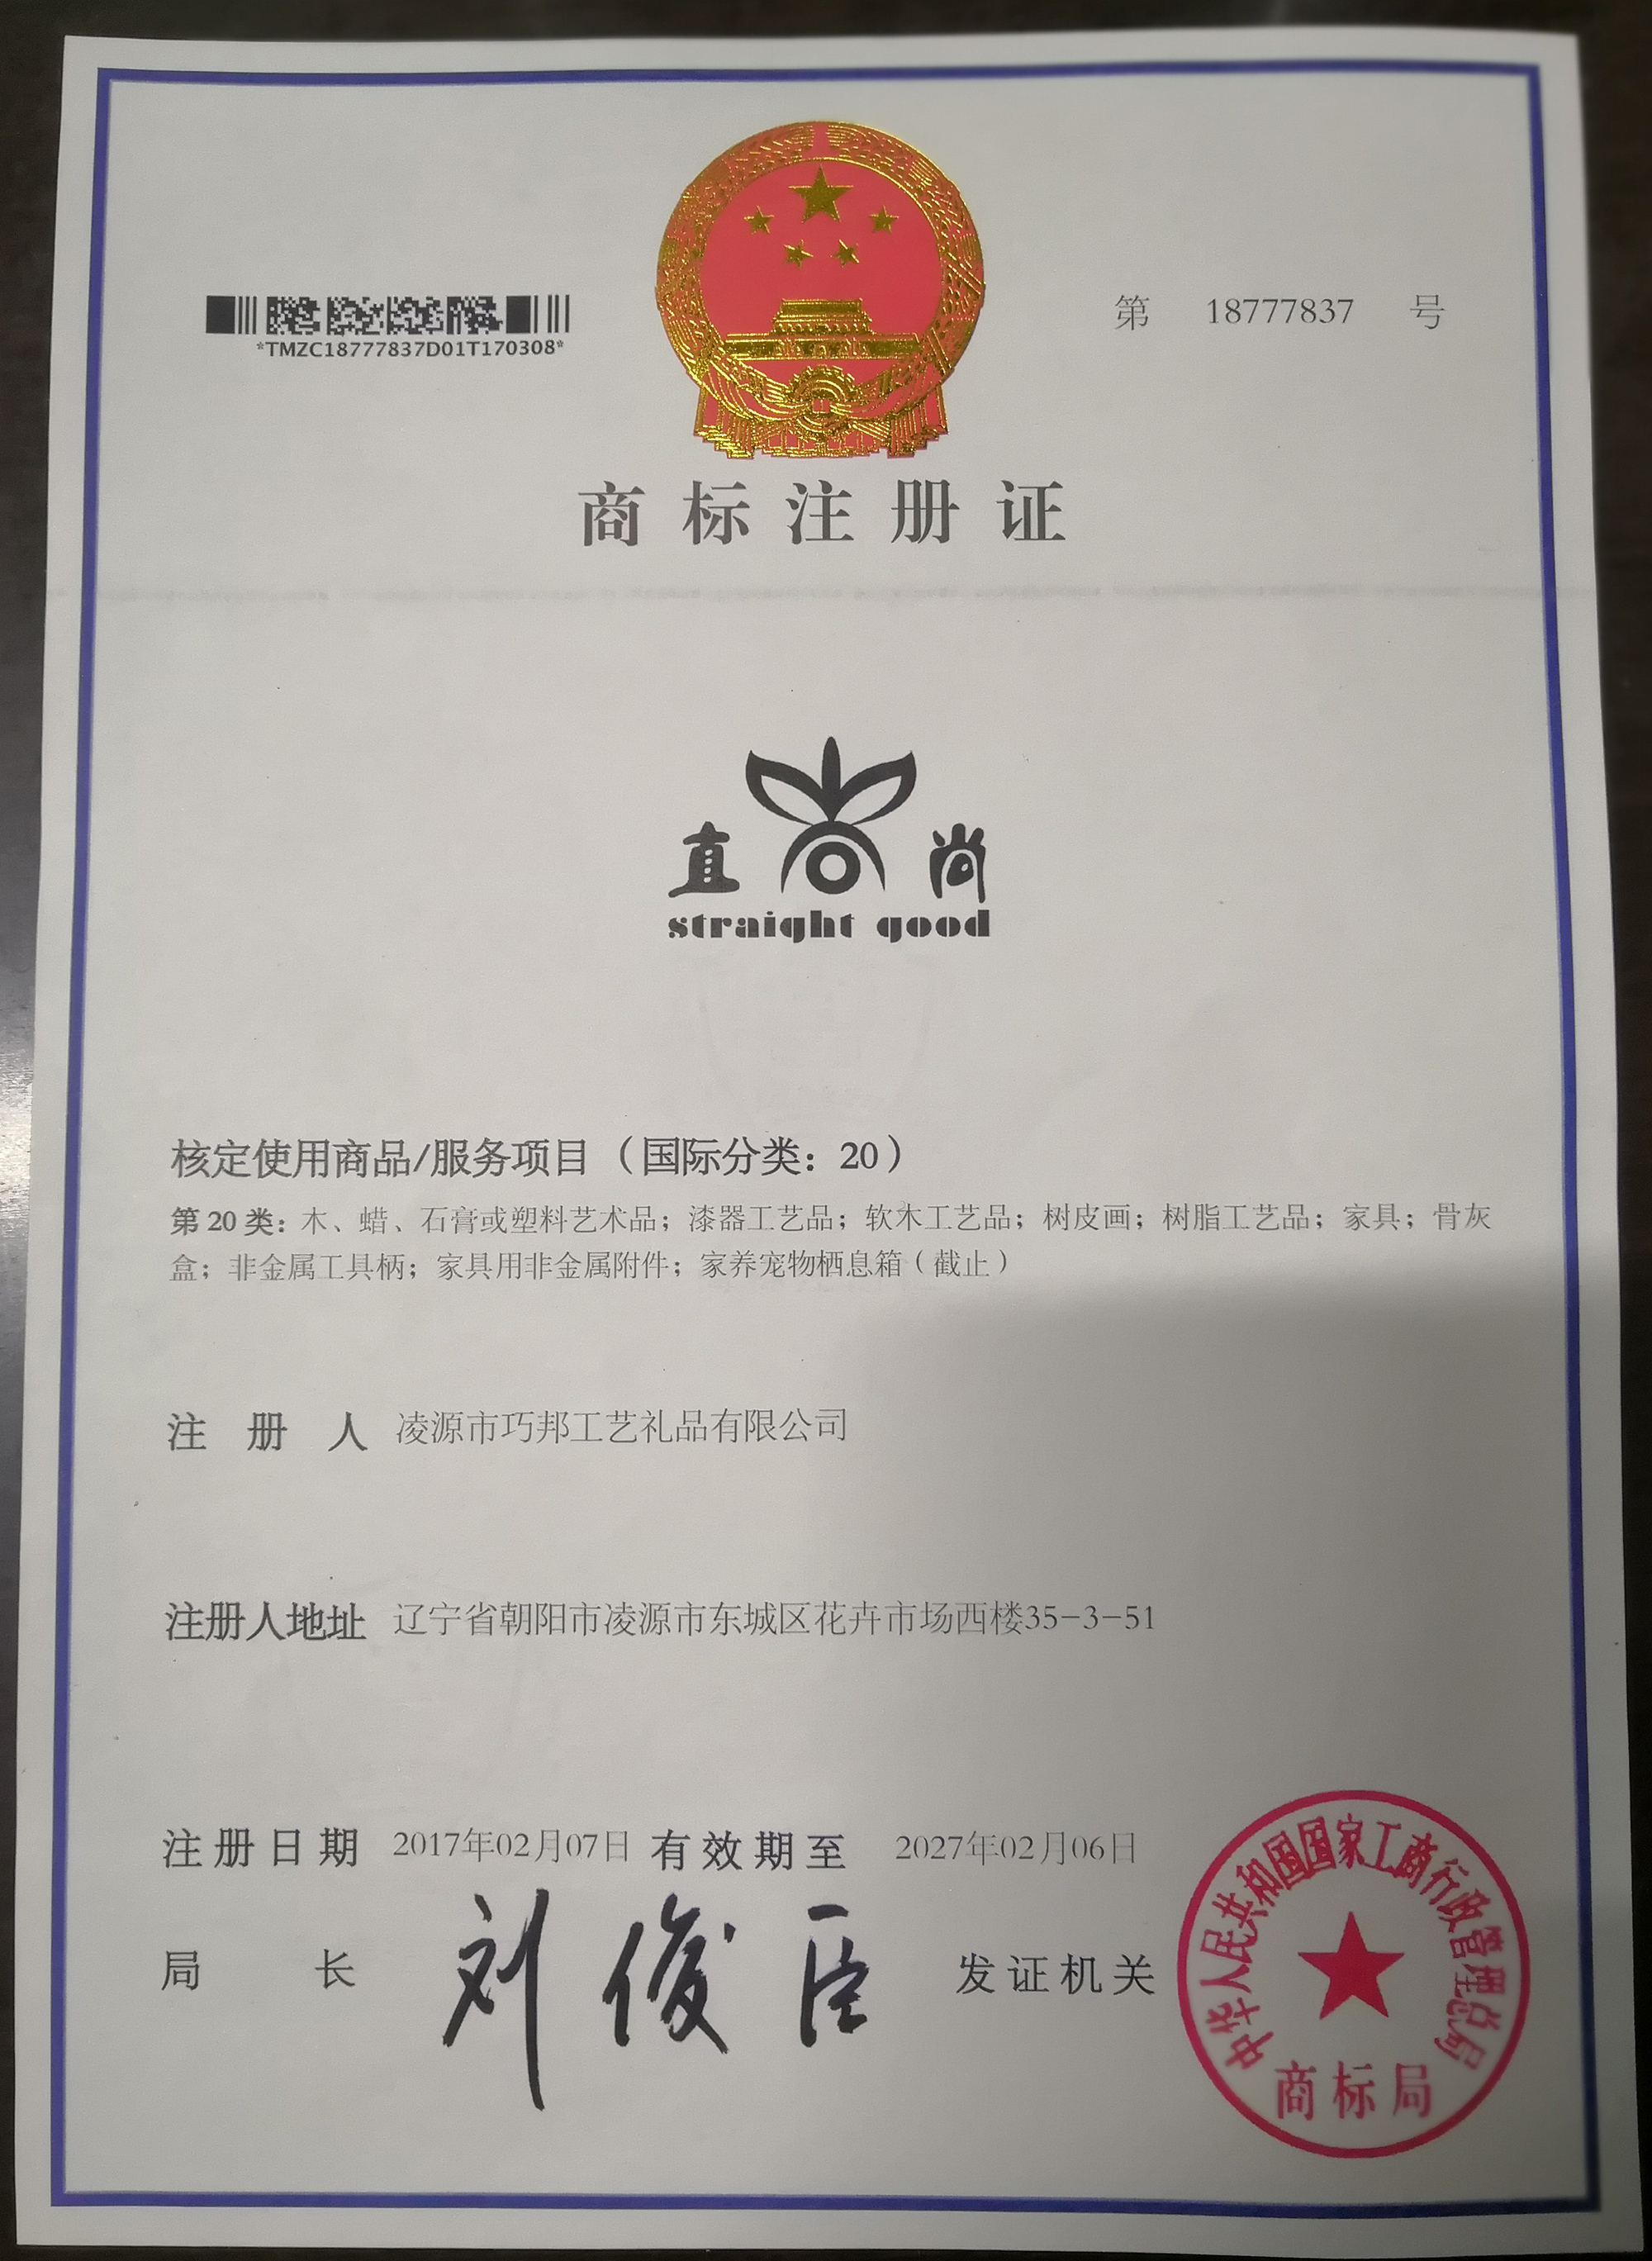 第 18777837 号
*TMZC18777837D01T170308*
商标注册证
直 尚
straight good
核定使用商品/服务项目（国际分类：20）
第 20 类：木、蜡、石膏或塑料艺术品；漆器工艺品；软木工艺品；树皮画；树脂工艺品；家具；骨灰
盒；非金属工具柄；家具用非金属附件；家养宠物栖息箱（截止）
注 册 人 凌源市巧邦工艺礼品有限公司
注册人地址 辽宁省朝阳市凌源市东城区花卉市场西楼35-3-51
注册日期 2017年02月07日 有效期至 2027年02月06日
局 长 刘俊臣 发证机关
中华人民共和国国家工商行政管理总局
商标局